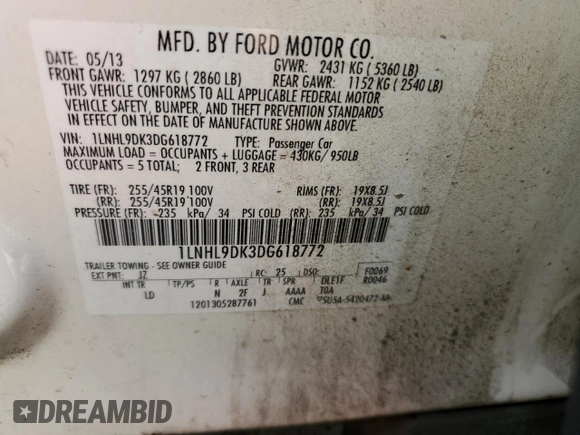 MFD. BY FORD MOTOR CO.
DATE: 05/13 GVWR: 2431 KG ( 5360 LB)
FRONT GAWR: 1297 KG ( 2860 LB) REAR GAWR: 1152 KG ( 2540 LB)
THIS VEHICLE CONFORMS TO ALL APPLICABLE FEDERAL MOTOR
VEHICLE SAFETY, BUMPER, AND THEFT PREVENTION STANDARDS
IN EFFECT ON THE DATE OF MANUFACTURE SHOWN ABOVE.
VIN: 1LNHL9DK3DG618772 TYPE: Passenger Car
MAXIMUM LOAD = OCCUPANTS + LUGGAGE = 430KG/ 950LB
OCCUPANTS = 5 TOTAL; 2 FRONT, 3 REAR
TIRE (FR): 255/45R19 100V RIMS (FR): 19X8.5J
(RR): 255/45R19 100V (RR): 19X8.5J
PRESSURE (FR): 235 kPa/ 34 PSI COLD (RR): 235 kPa/ 34 PSI COLD
1LNHL9DK3DG618772
TRAILER TOWING - SEE OWNER GUIDE F0069
EXT PNT: J7 RC: 25 DSO: R0046
INT TR TP/PS R AXLE TR SPR DLE1F
LD N 2F J AAAA TOA
1201305287761 CMC 5U5A-5420472-AA
DREAMBID